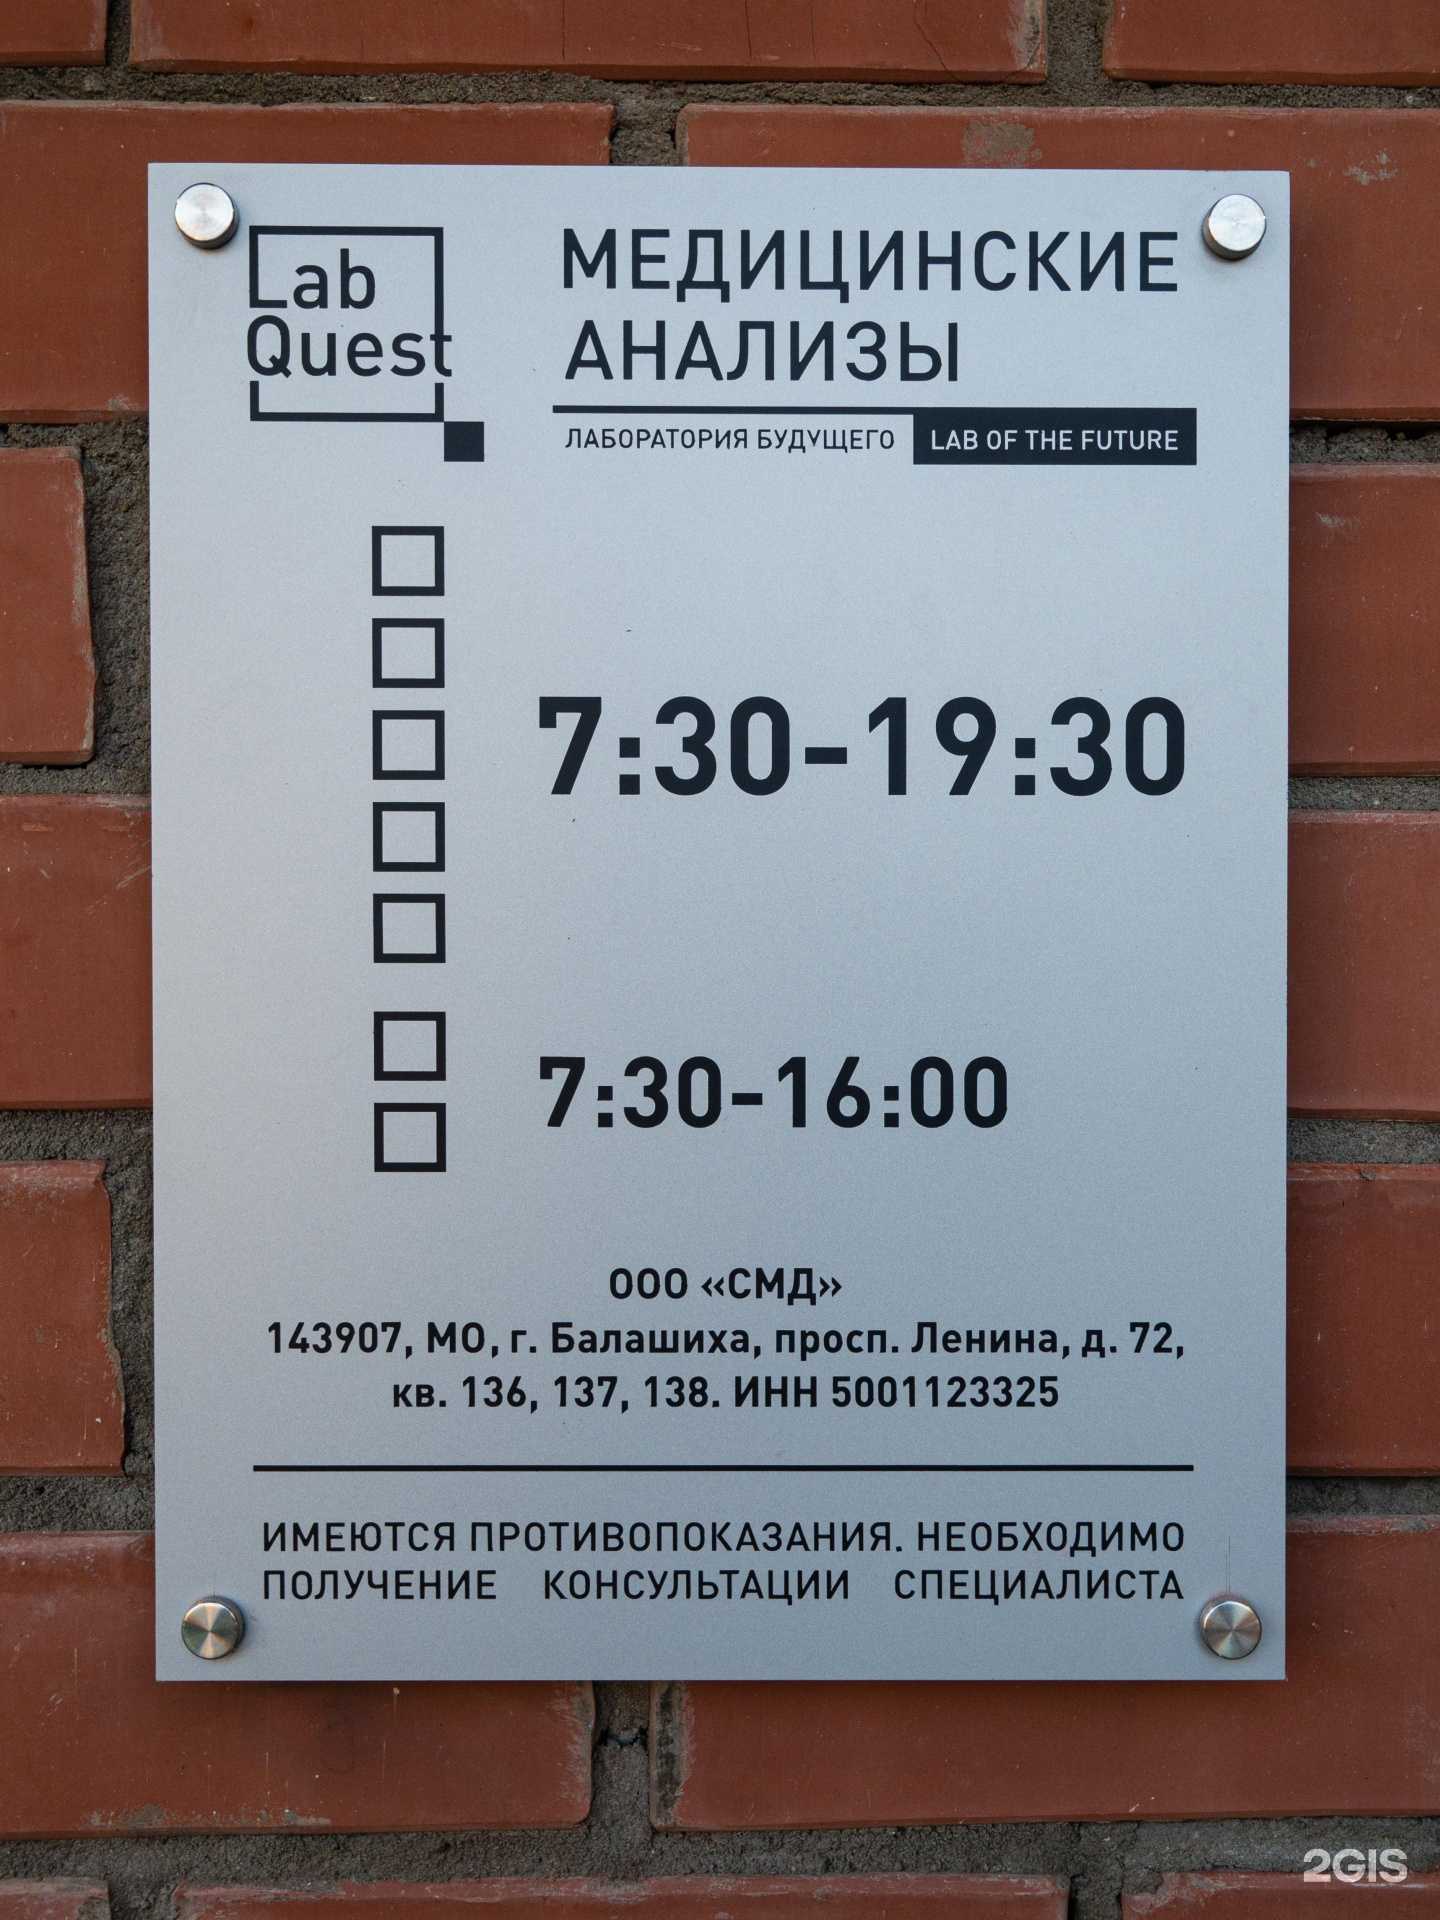 Lab
Quest
МЕДИЦИНСКИЕ
АНАЛИЗЫ
ЛАБОРАТОРИЯ БУДУЩЕГО LAB OF THE FUTURE
7:30-19:30
7:30-16:00
ООО «СМД»
143907, МО, г. Балашиха, просп. Ленина, д. 72,
кв. 136, 137, 138. ИНН 5001123325
ИМЕЮТСЯ ПРОТИВОПОКАЗАНИЯ. НЕОБХОДИМО
ПОЛУЧЕНИЕ КОНСУЛЬТАЦИИ СПЕЦИАЛИСТА
2GIS